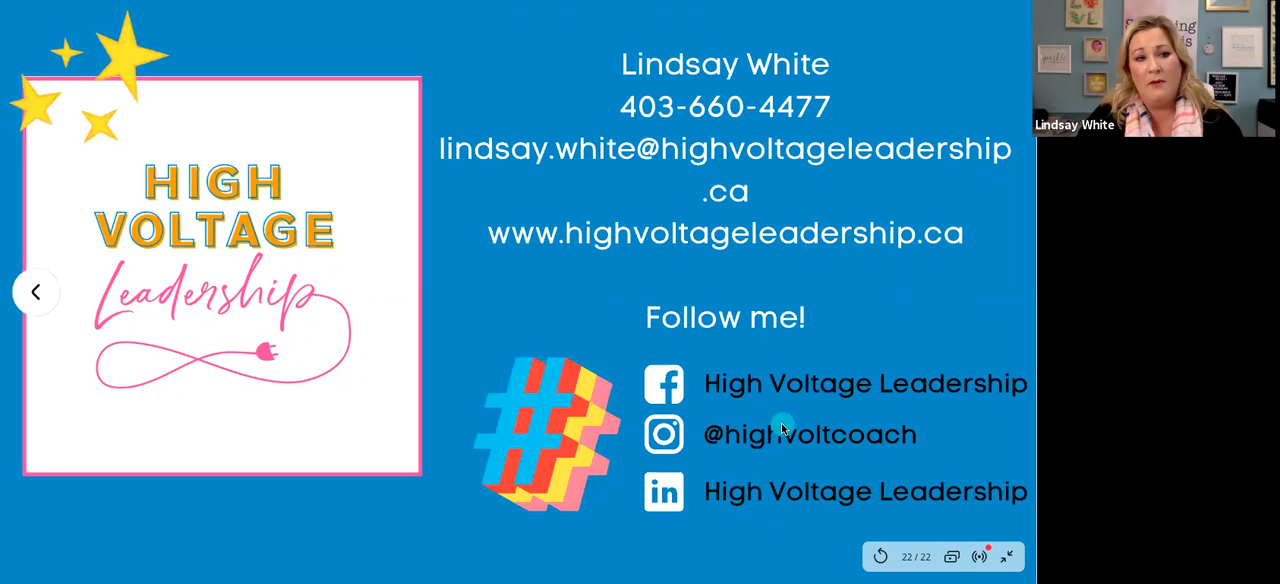 HIGH
VOLTAGE
Leadership
Lindsay White
403-660-4477
lindsay.white@highvoltageleadership
.ca
www.highvoltageleadership.ca
Follow me!
#
High Voltage Leadership
@highvoltcoach
in
High Voltage Leadership
22 / 22
Lindsay White